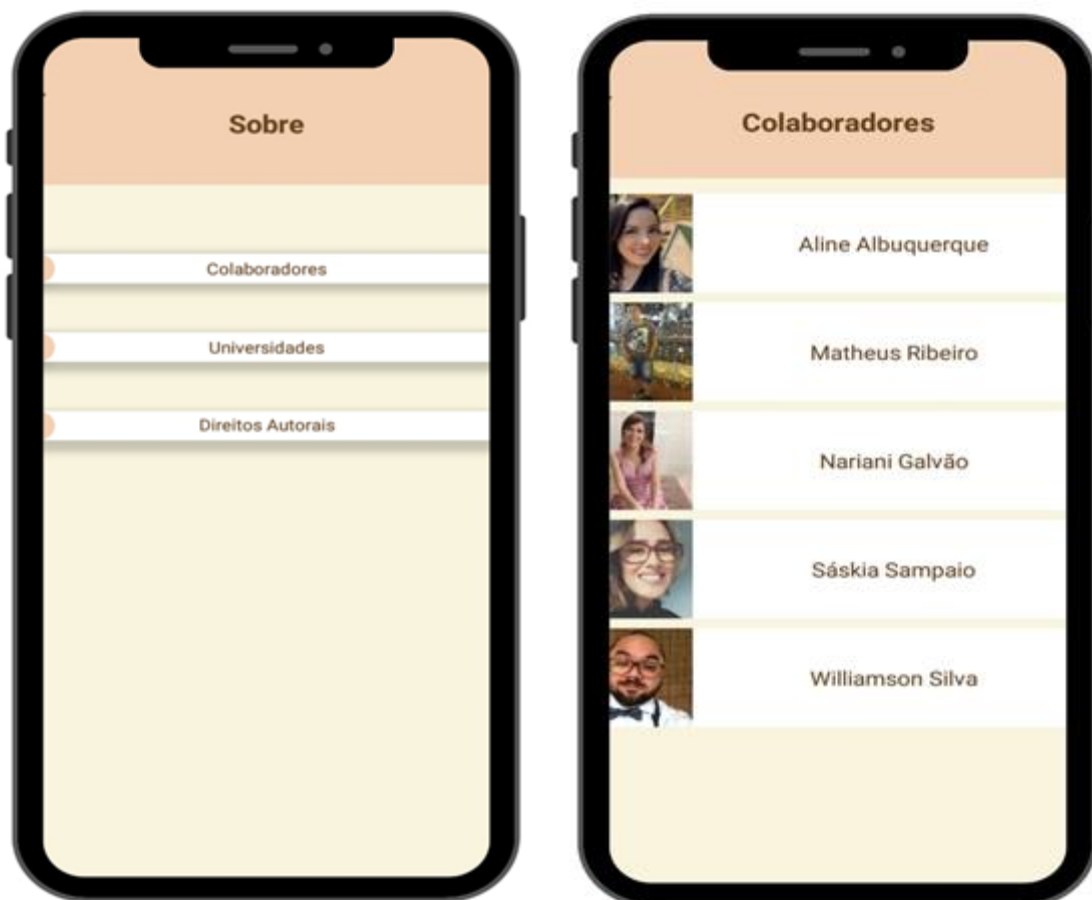 Sobre
Colaboradores
Universidades
Direitos Autorais
Colaboradores
Aline Albuquerque
Matheus Ribeiro
Nariani Galvão
Sáskia Sampaio
Williamson Silva